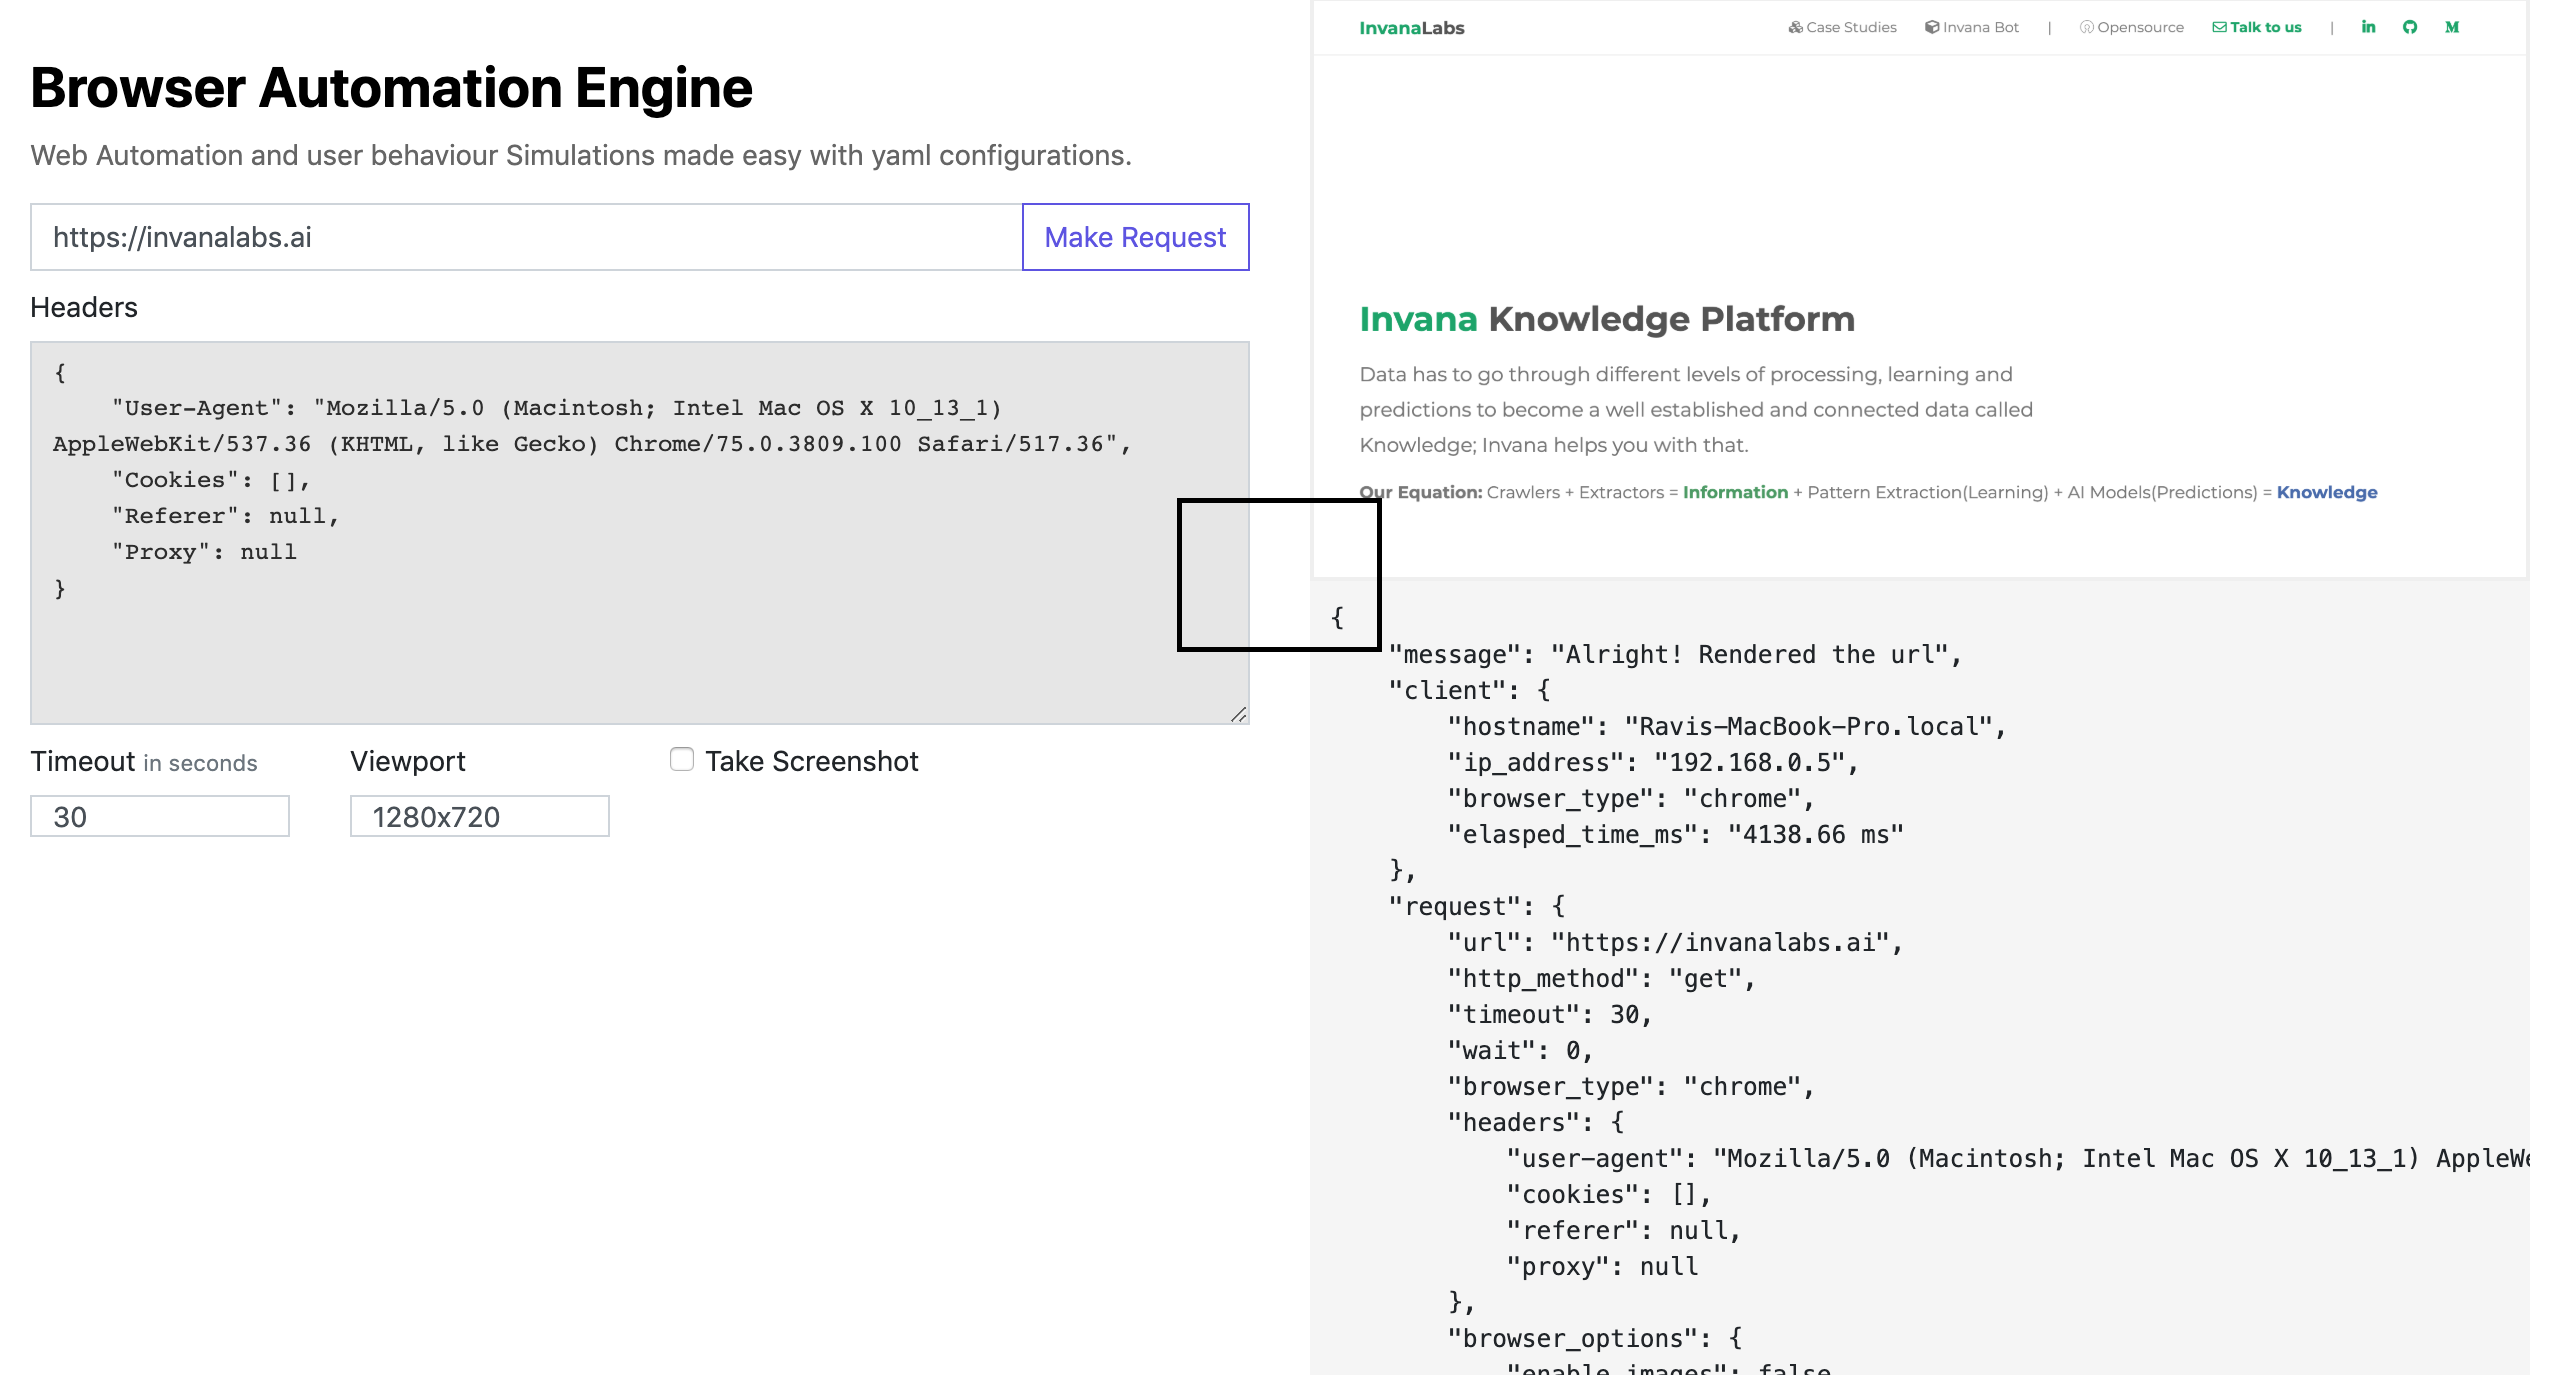 Browser Automation Engine
Web Automation and user behaviour Simulations made easy with yaml configurations.
https://invanalabs.ai
Make Request
Headers
{
"User-Agent": "Mozilla/5.0 (Macintosh; Intel Mac OS X 10_13_1)
AppleWebKit/537.36 (KHTML, like Gecko) Chrome/75.0.3809.100 Safari/517.36",
"Cookies": [],
"Referer": null,
"Proxy": null
}
Timeout in seconds
30
Viewport
1280x720
Take Screenshot
InvanaLabs
Case Studies
Invana Bot
|
Opensource
Talk to us
|
Invana Knowledge Platform
Data has to go through different levels of processing, learning and
predictions to become a well established and connected data called
Knowledge; Invana helps you with that.
Our Equation: Crawlers + Extractors = Information + Pattern Extraction(Learning) + AI Models(Predictions) = Knowledge
{
"message": "Alright! Rendered the url",
"client": {
"hostname": "Ravis-MacBook-Pro.local",
"ip_address": "192.168.0.5",
"browser_type": "chrome",
"elasped_time_ms": "4138.66 ms"
},
"request": {
"url": "https://invanalabs.ai",
"http_method": "get",
"timeout": 30,
"wait": 0,
"browser_type": "chrome",
"headers": {
"user-agent": "Mozilla/5.0 (Macintosh; Intel Mac OS X 10_13_1) AppleWe
"cookies": [],
"referer": null,
"proxy": null
},
"browser_options": {
"enable_images": false